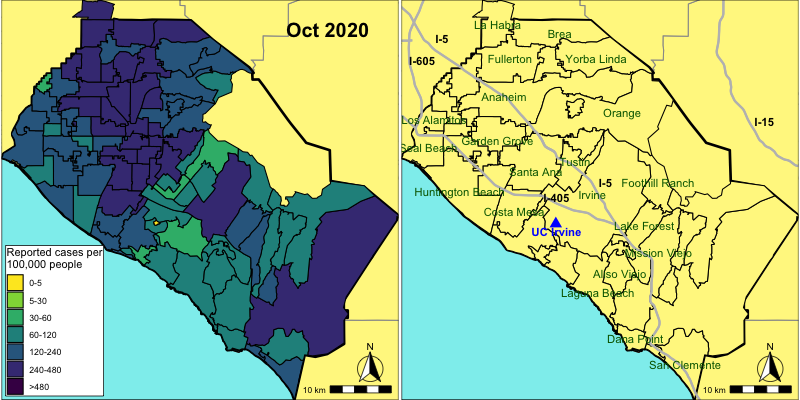 Oct 2020
Reported cases per
100,000 people
0-5
5-30
30-60
60-120
120-240
240-480
>480
N
10 km
La Habra
I-5
Brea
I-605
Fullerton
Yorba Linda
Anaheim
Orange
Los Alamitos
I-15
Garden Grove
Seal Beach
Tustin
Santa Ana
I-5
Foothill Ranch
Huntington Beach
I-405
Irvine
Costa Mesa
UC Irvine
Lake Forest
Mission Viejo
Aliso Viejo
Laguna Beach
Dana Point
N
San Clemente
10 km